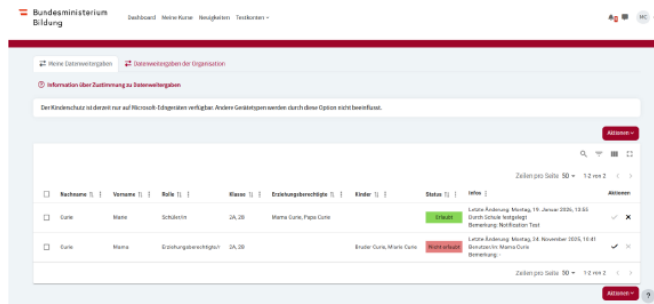 Bundesministerium
Bildung
Dashboard Meine Kurse Neuigkeiten Testkonten
MC
Meine Datenweitergaben
Datenweitergaben der Organisation
Information über Zustimmung zu Datenweitergaben
Der Kinderschutz ist derzeit nur auf Microsoft-Edugeräten verfügbar. Andere Gerätetypen werden durch diese Option nicht beeinflusst.
Aktionen
Zeilen pro Seite 50 1-2 von 2
Nachname Vorname Rolle Klasse Erziehungsberechtigte Kinder Status Infos Aktionen
Curie Marie Schüler/in 2A, 2B Mama Curie, Papa Curie Erlaubt
Letzte Änderung: Montag, 19. Januar 2026, 13:55
Durch Schule festgelegt
Bemerkung: Notification Test
Curie Mama Erziehungsberechtigte/r 2A, 2B Bruder Curie, Marie Curie Nicht erlaubt
Letzte Änderung: Montag, 24. November 2025, 10:41
Benutzer/in: Mama Curie
Bemerkung: -
Zeilen pro Seite 50 1-2 von 2
Aktionen
?